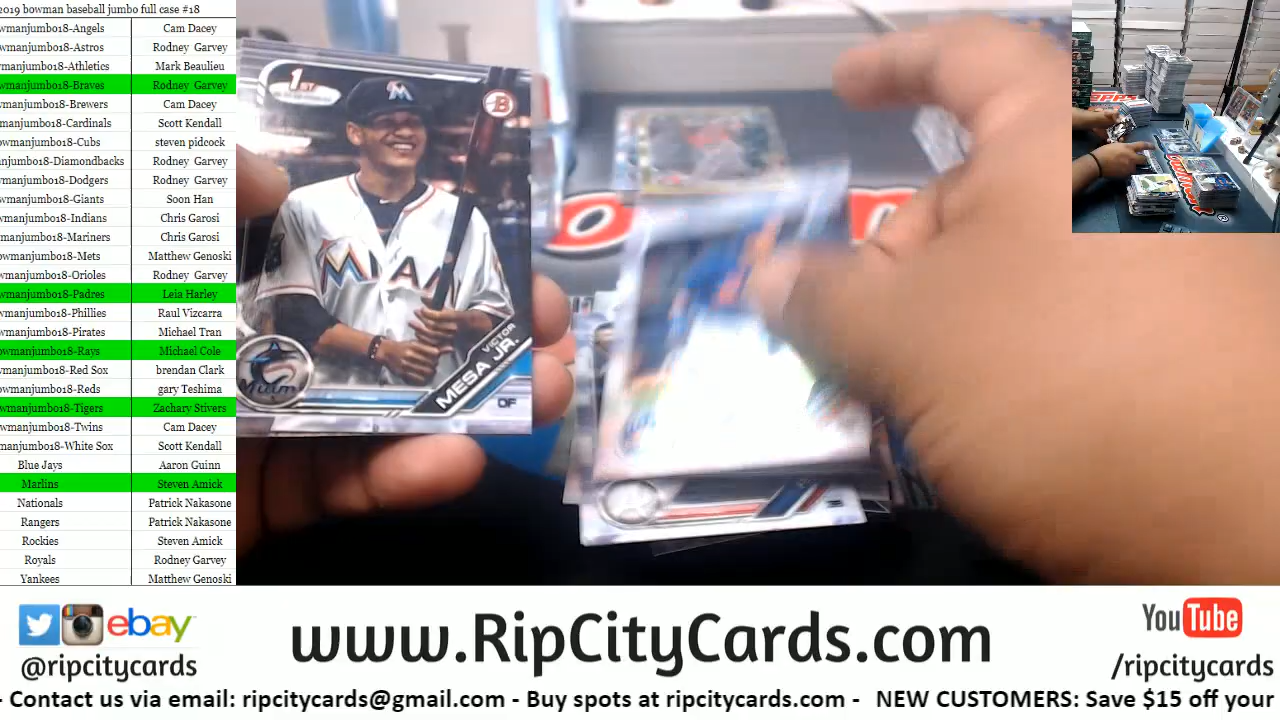 2019 bowman baseball jumbo full case #18
wmanjumbo18-Angels Cam Dacey
wmanjumbo18-Astros Rodney Garvey
wmanjumbo18-Athletics Mark Beaulieu
wmanjumbo18-Braves Rodney Garvey
wmanjumbo18-Brewers Cam Dacey
manjumbo18-Cardinals Scott Kendall
wmanjumbo18-Cubs steven pidcock
anjumbo18-Diamondbacks Rodney Garvey
wmanjumbo18-Dodgers Rodney Garvey
wmanjumbo18-Giants Soon Han
wmanjumbo18-Indians Chris Garosi
wmanjumbo18-Mariners Chris Garosi
wmanjumbo18-Mets Matthew Genoski
wmanjumbo18-Orioles Rodney Garvey
wmanjumbo18-Padres Leia Harley
wmanjumbo18-Phillies Raul Vizcarra
wmanjumbo18-Pirates Michael Tran
wmanjumbo18-Rays Michael Cole
wmanjumbo18-Red Sox brendan Clark
wmanjumbo18-Reds gary Teshima
wmanjumbo18-Tigers Zachary Stivers
wmanjumbo18-Twins Cam Dacey
manjumbo18-White Sox Scott Kendall
Blue Jays Aaron Guinn
Marlins Steven Amick
Nationals Patrick Nakasone
Rangers Patrick Nakasone
Rockies Steven Amick
Royals Rodney Garvey
Yankees Matthew Genoski
1ST
B
M
MIA
VICTOR
MESA JR.
OF
Miami
ebay
@ripcitycards
www.RipCityCards.com
YouTube
/ripcitycards
- Contact us via email: ripcitycards@gmail.com - Buy spots at ripcitycards.com - NEW CUSTOMERS: Save $15 off your